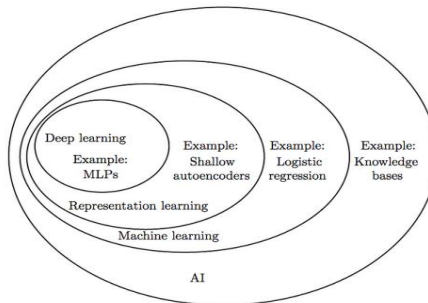 Deep learning
Example:
MLPs
Example:
Shallow
autoencoders
Example:
Logistic
regression
Example:
Knowledge
bases
Representation learning
Machine learning
AI